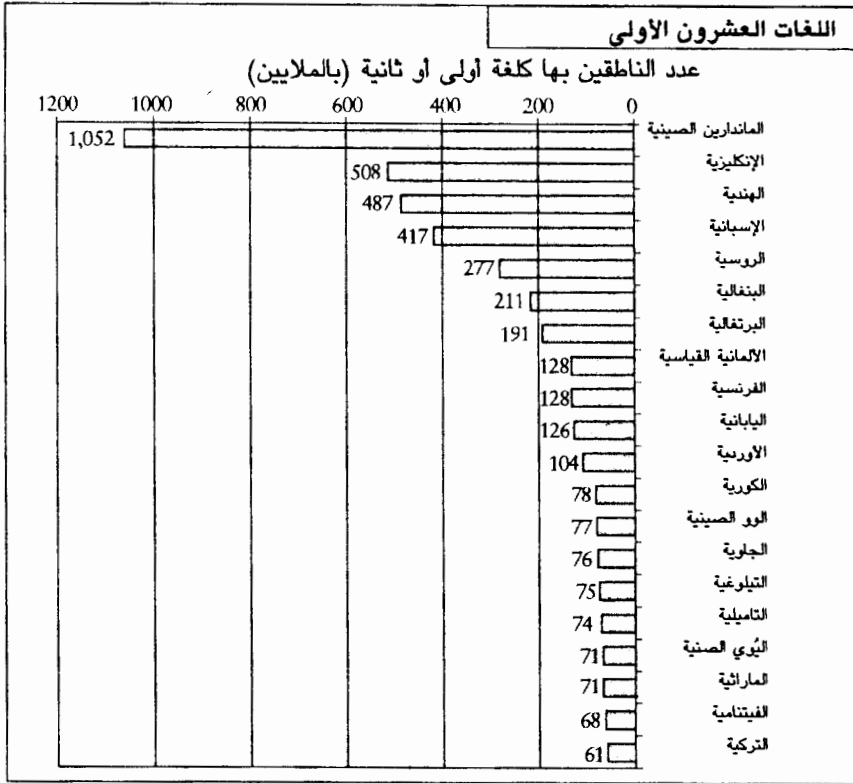 اللغات العشرون الأولى
عدد الناطقين بها كلغة أولى أو ثانية (بالملايين)
0 200 400 600 800 1000 1200
الماندارين الصينية 1,052
الإنكليزية 508
الهندية 487
الإسبانية 417
الروسية 277
البنغالية 211
البرتغالية 191
الألمانية القياسية 128
الفرنسية 128
اليابانية 126
الأوردية 104
الكورية 78
الوو الصينية 77
الجاوية 76
التيلوغية 75
التاميلية 74
اليُوي الصنية 71
الماراثية 71
الفيتنامية 68
التركية 61